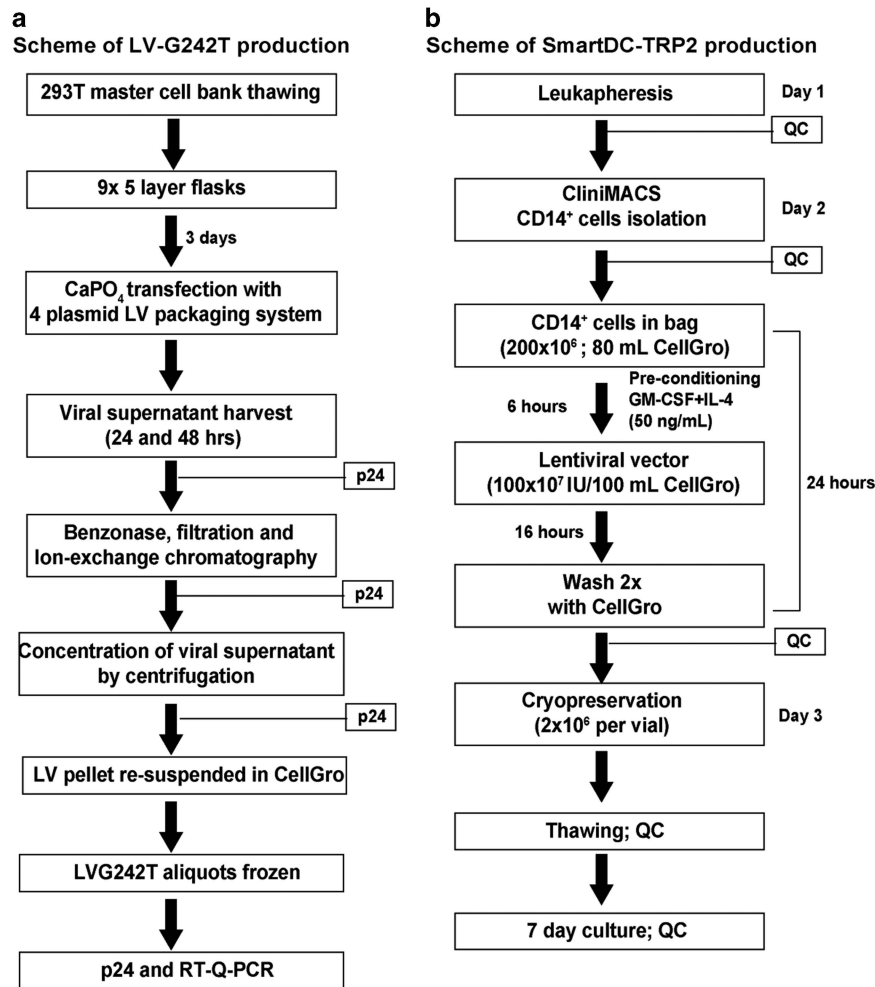 a
Scheme of LV-G242T production
293T master cell bank thawing
9x 5 layer flasks
3 days
CaPO4 transfection with
4 plasmid LV packaging system
Viral supernatant harvest
(24 and 48 hrs)
p24
Benzonase, filtration and
Ion-exchange chromatography
p24
Concentration of viral supernatant
by centrifugation
p24
LV pellet re-suspended in CellGro
LVG242T aliquots frozen
p24 and RT-Q-PCR
b
Scheme of SmartDC-TRP2 production
Leukapheresis
Day 1
QC
CliniMACS
CD14⁺ cells isolation
Day 2
QC
CD14⁺ cells in bag
(200x10⁶ ; 80 mL CellGro)
6 hours
Pre-conditioning
GM-CSF+IL-4
(50 ng/mL)
Lentiviral vector
(100x10⁷ IU/100 mL CellGro)
24 hours
16 hours
Wash 2x
with CellGro
QC
Cryopreservation
(2x10⁶ per vial)
Day 3
Thawing; QC
7 day culture; QC